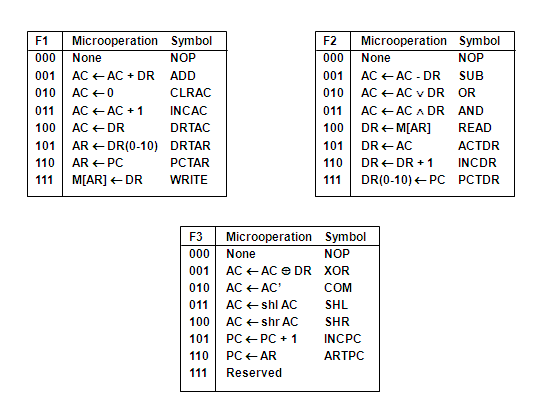 F1 Microoperation Symbol
000 None NOP
001 AC ← AC + DR ADD
010 AC ← 0 CLRAC
011 AC ← AC + 1 INCAC
100 AC ← DR DRTAC
101 AR ← DR(0-10) DRTAR
110 AR ← PC PCTAR
111 M[AR] ← DR WRITE
F2 Microoperation Symbol
000 None NOP
001 AC ← AC - DR SUB
010 AC ← AC ∨ DR OR
011 AC ← AC ∧ DR AND
100 DR ← M[AR] READ
101 DR ← AC ACTDR
110 DR ← DR + 1 INCDR
111 DR(0-10) ← PC PCTDR
F3 Microoperation Symbol
000 None NOP
001 AC ← AC ⊖ DR XOR
010 AC ← AC’ COM
011 AC ← shl AC SHL
100 AC ← shr AC SHR
101 PC ← PC + 1 INCPC
110 PC ← AR ARTPC
111 Reserved